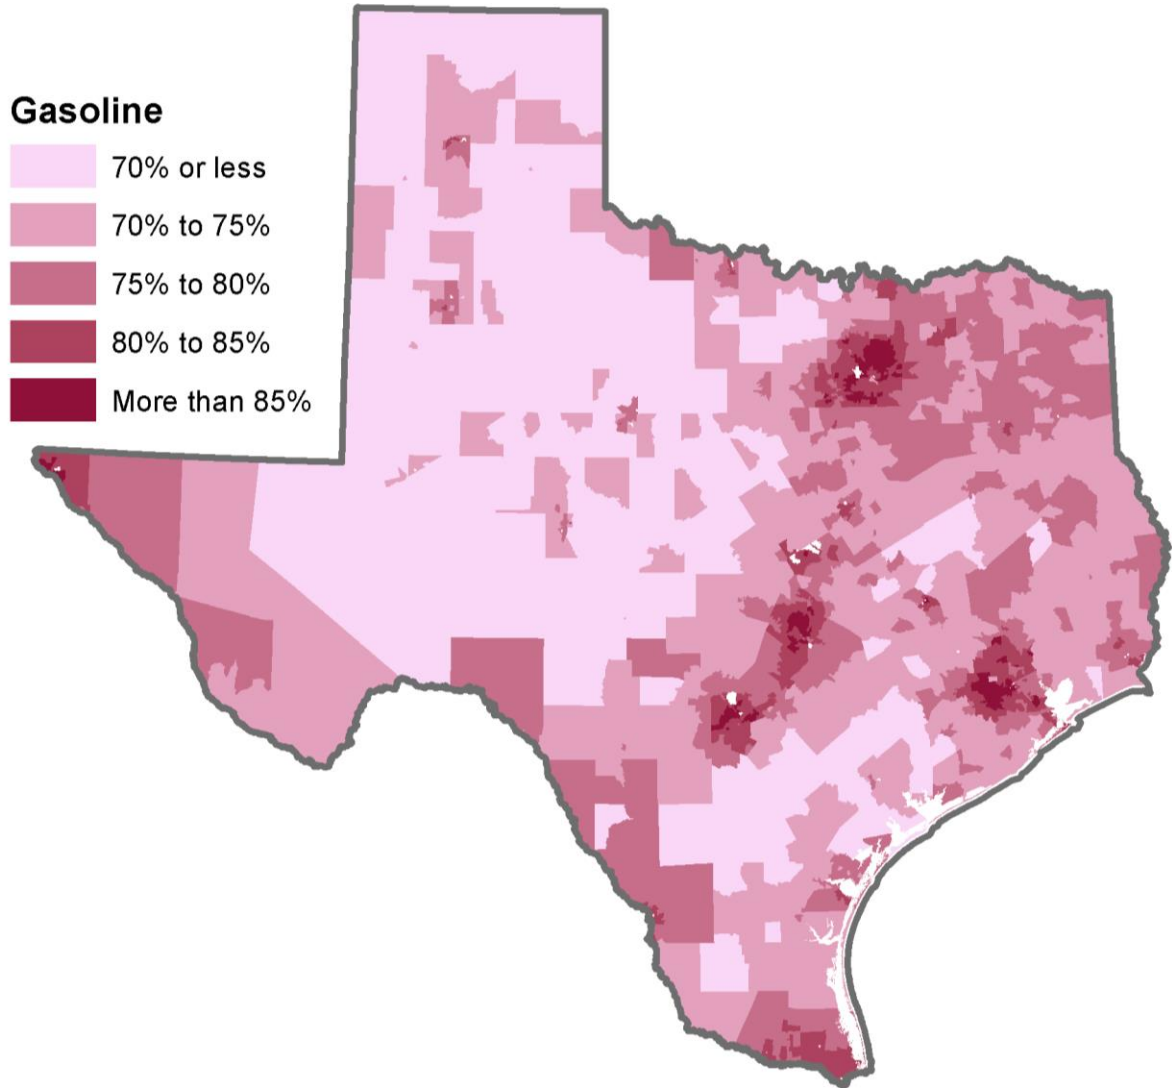 Gasoline
70% or less
70% to 75%
75% to 80%
80% to 85%
More than 85%